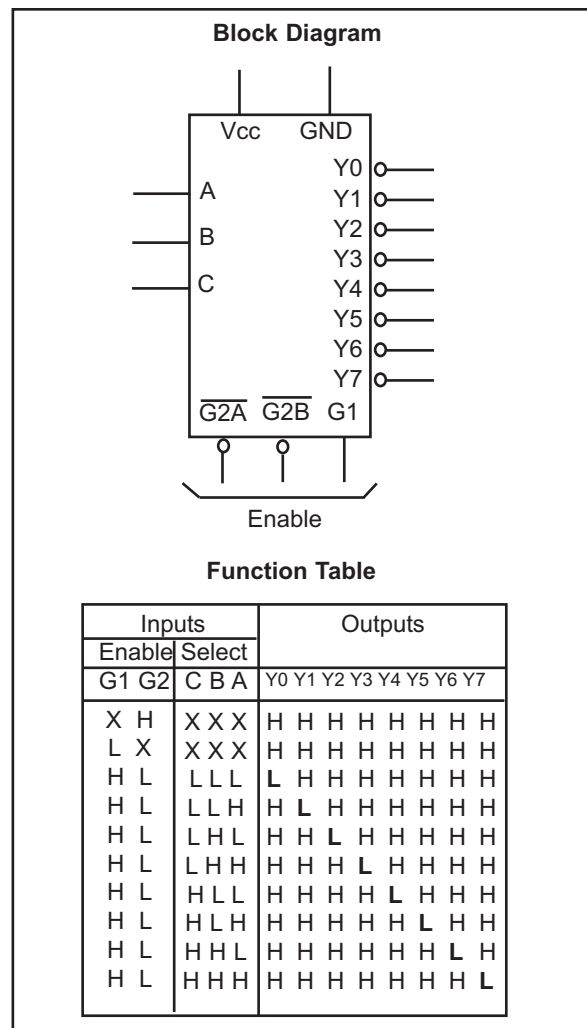 Block Diagram
Vcc GND
Y0
A
Y1
Y2
B
Y3
C
Y4
Y5
Y6
Y7
G2A G2B G1
Enable
Function Table
Inputs Outputs
Enable Select
G1 G2 C B A Y0 Y1 Y2 Y3 Y4 Y5 Y6 Y7
X H X X X H H H H H H H H
L X X X X H H H H H H H H
H L L L L L H H H H H H H
H L L L H H L H H H H H H
H L L H L H H L H H H H H
H L L H H H H H L H H H H
H L H L L H H H H L H H H
H L H L H H H H H H L H H
H L H H L H H H H H H L H
H L H H H H H H H H H H L